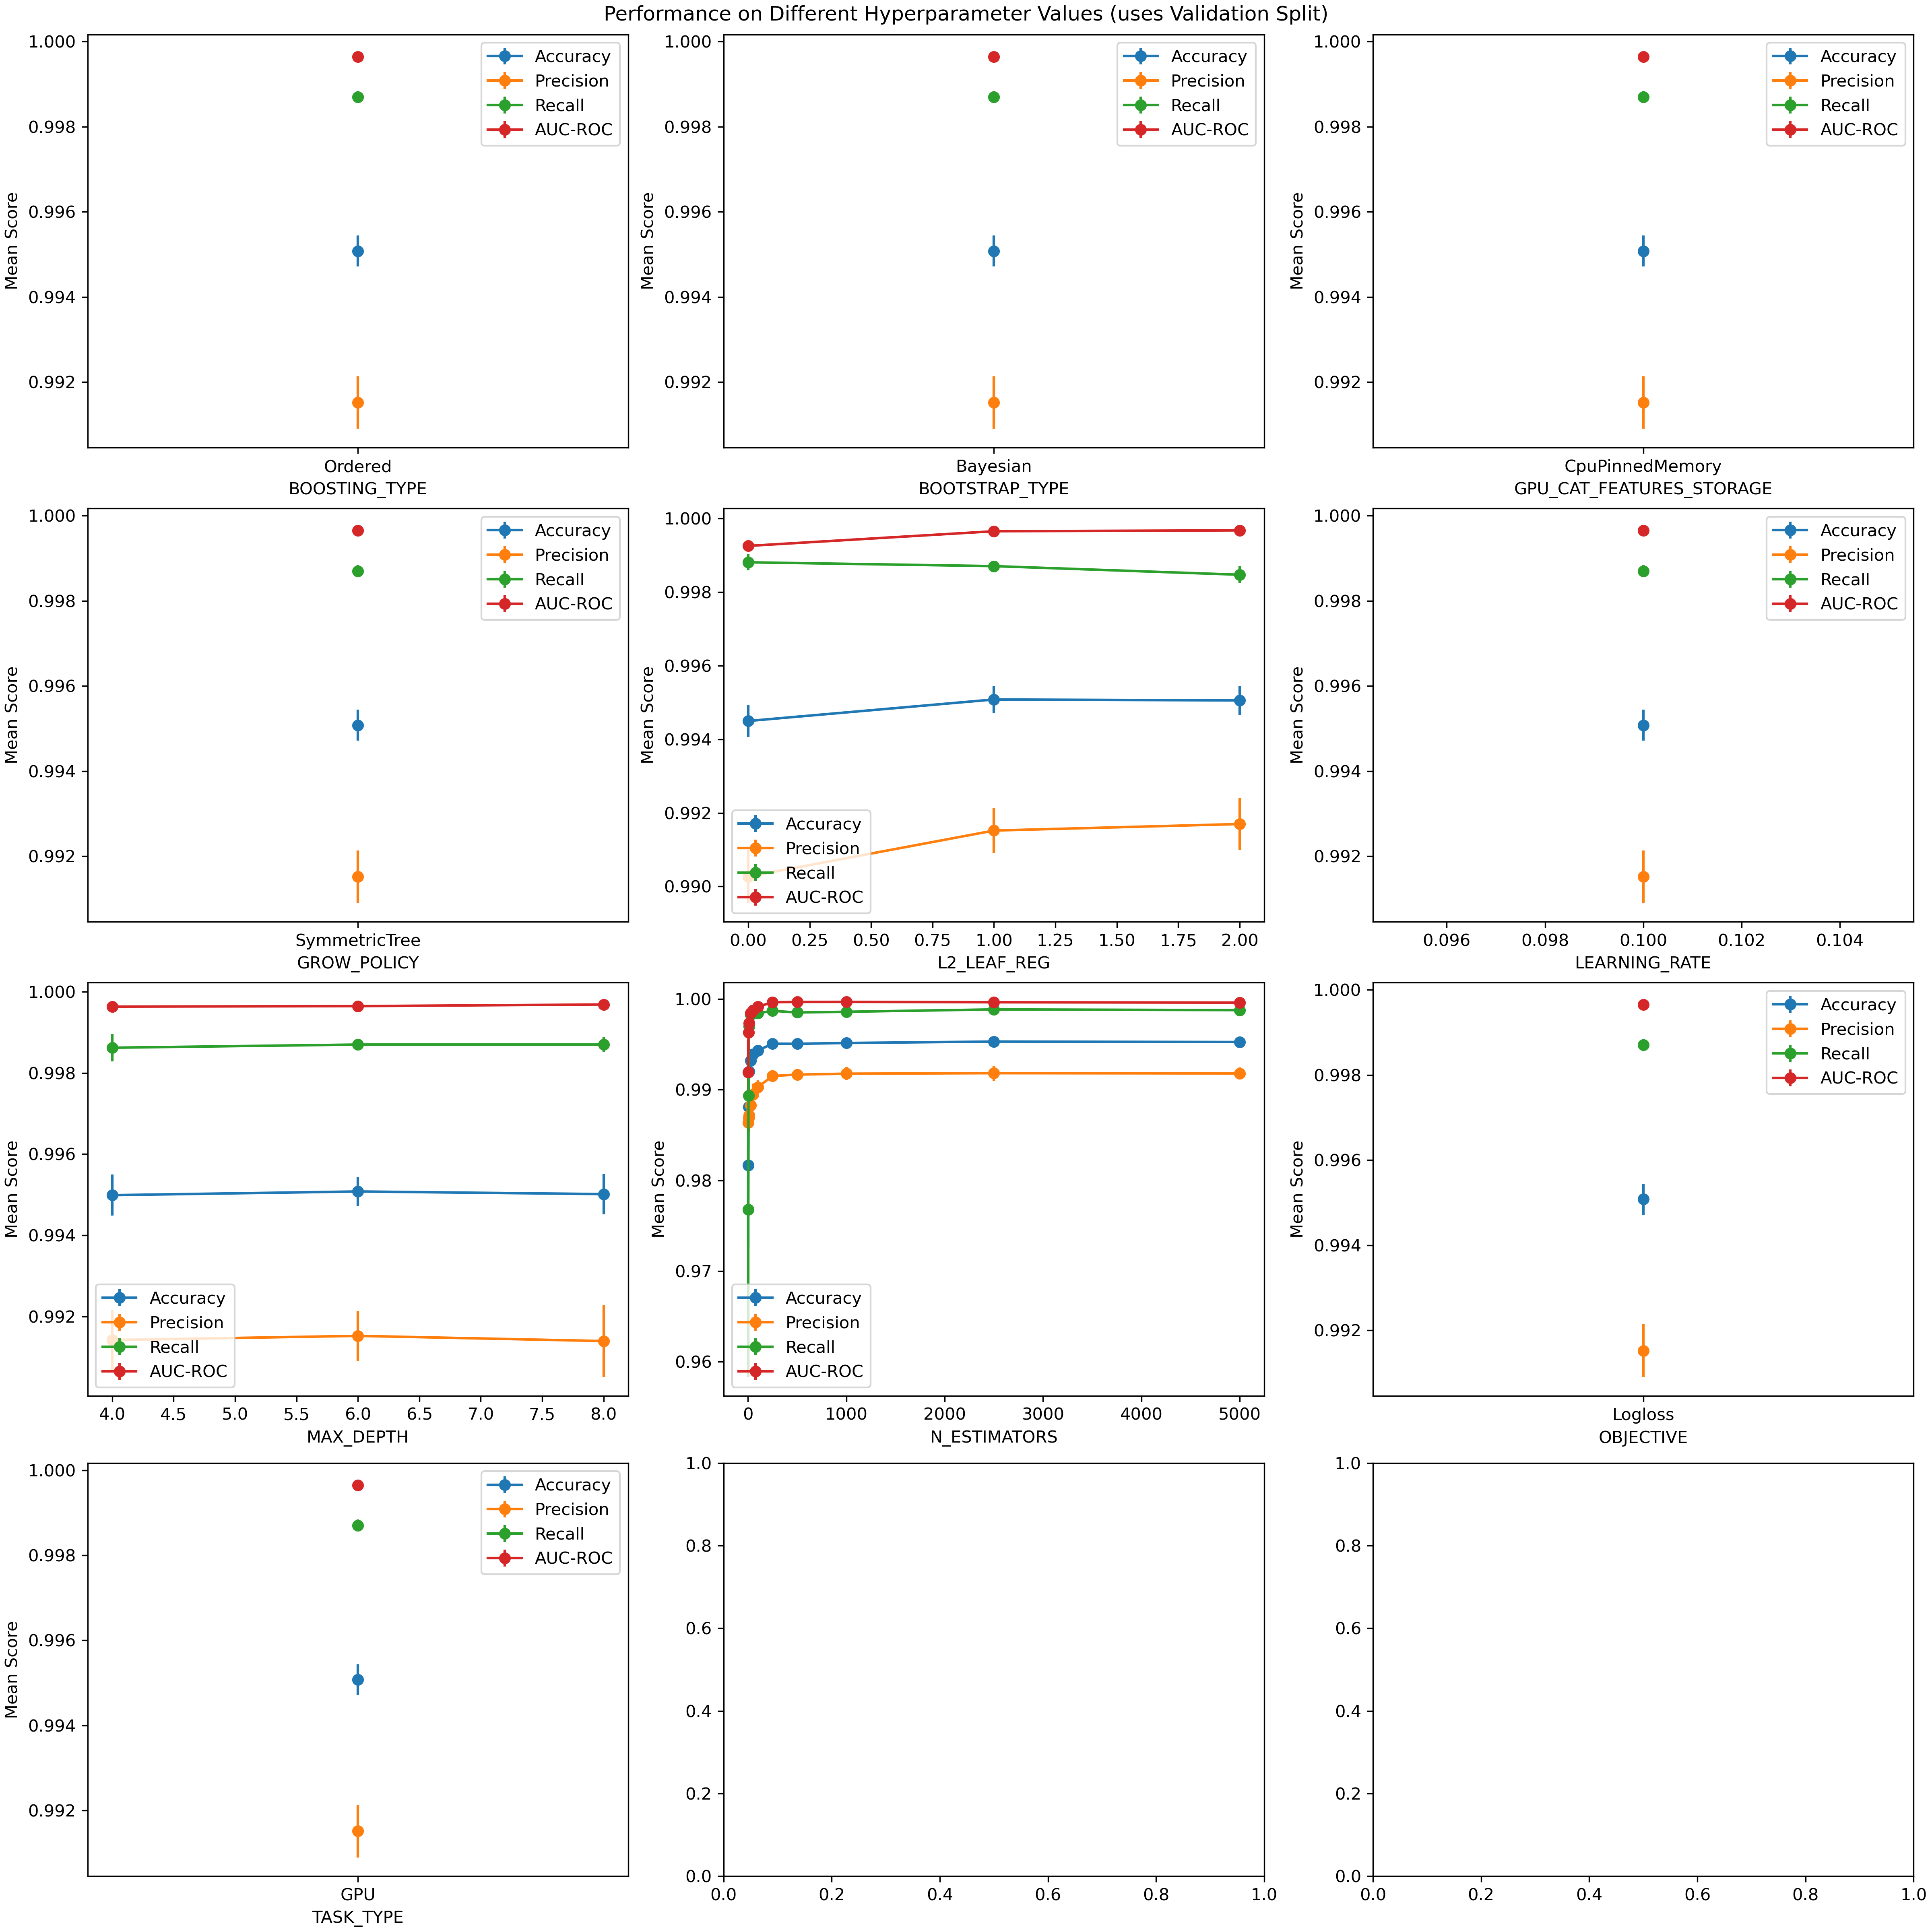 Performance on Different Hyperparameter Values (uses Validation Split)
1.000
0.998
0.996
0.994
0.992
Mean Score
Accuracy
Precision
Recall
AUC-ROC
Ordered
BOOSTING_TYPE
1.000
0.998
0.996
0.994
0.992
Mean Score
Accuracy
Precision
Recall
AUC-ROC
Bayesian
BOOTSTRAP_TYPE
1.000
0.998
0.996
0.994
0.992
Mean Score
Accuracy
Precision
Recall
AUC-ROC
CpuPinnedMemory
GPU_CAT_FEATURES_STORAGE
1.000
0.998
0.996
0.994
0.992
Mean Score
Accuracy
Precision
Recall
AUC-ROC
SymmetricTree
GROW_POLICY
1.000
0.998
0.996
0.994
0.992
0.990
Mean Score
Accuracy
Precision
Recall
AUC-ROC
0.00 0.25 0.50 0.75 1.00 1.25 1.50 1.75 2.00
L2_LEAF_REG
1.000
0.998
0.996
0.994
0.992
Mean Score
Accuracy
Precision
Recall
AUC-ROC
0.096 0.098 0.100 0.102 0.104
LEARNING_RATE
1.000
0.998
0.996
0.994
0.992
Mean Score
Accuracy
Precision
Recall
AUC-ROC
4.0 4.5 5.0 5.5 6.0 6.5 7.0 7.5 8.0
MAX_DEPTH
1.00
0.99
0.98
0.97
0.96
Mean Score
Accuracy
Precision
Recall
AUC-ROC
0 1000 2000 3000 4000 5000
N_ESTIMATORS
1.000
0.998
0.996
0.994
0.992
Mean Score
Accuracy
Precision
Recall
AUC-ROC
Logloss
OBJECTIVE
1.000
0.998
0.996
0.994
0.992
Mean Score
Accuracy
Precision
Recall
AUC-ROC
GPU
TASK_TYPE
1.0
0.8
0.6
0.4
0.2
0.0
0.0 0.2 0.4 0.6 0.8 1.0
1.0
0.8
0.6
0.4
0.2
0.0
0.0 0.2 0.4 0.6 0.8 1.0